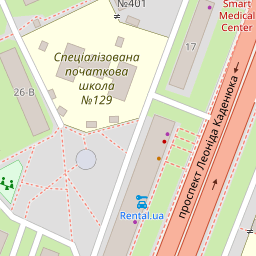 №401
Smart
Medical
Center
17
Спеціалізована
початкова
школа
№129
26-В
проспект Леоніда Каденюка
Rental.ua